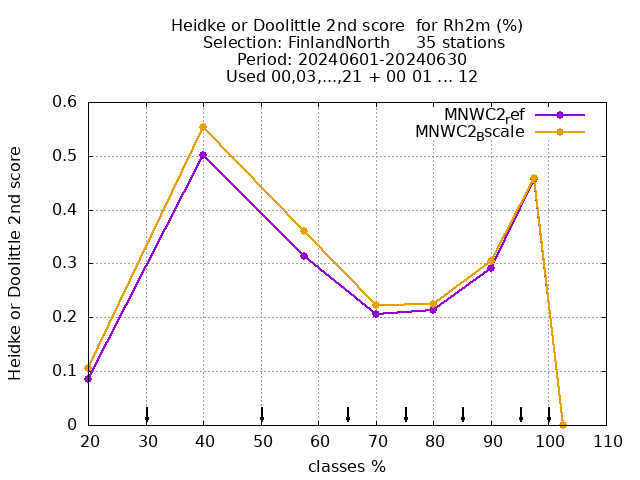 Heidke or Doolittle 2nd score  for Rh2m (%)
Selection: FinlandNorth     35 stations
Period: 20240601-20240630
Used 00,03,...,21 + 00 01 ... 12
MNWC2ref
MNWC2Bscale
0.6
0.5
0.4
0.3
0.2
0.1
0
Heidke or Doolittle 2nd score
20 30 40 50 60 70 80 90 100 110
classes %